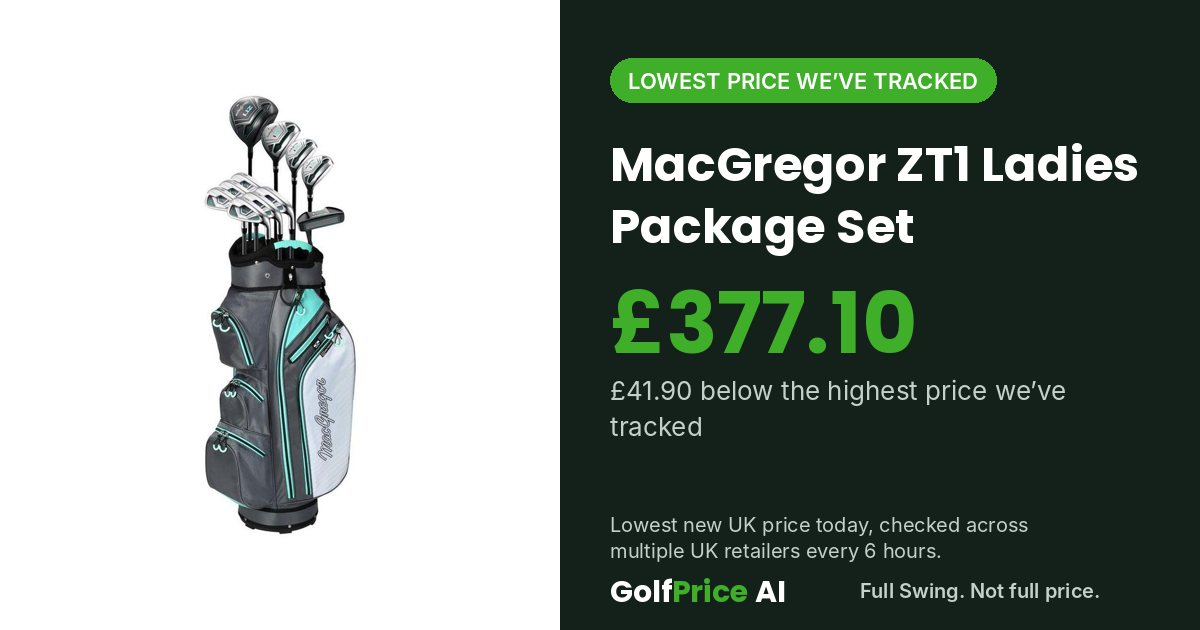 LOWEST PRICE WE’VE TRACKED
MacGregor ZT1 Ladies
Package Set
£377.10
£41.90 below the highest price we’ve
tracked
Lowest new UK price today, checked across
multiple UK retailers every 6 hours.
GolfPrice AI
Full Swing. Not full price.
MacGregor